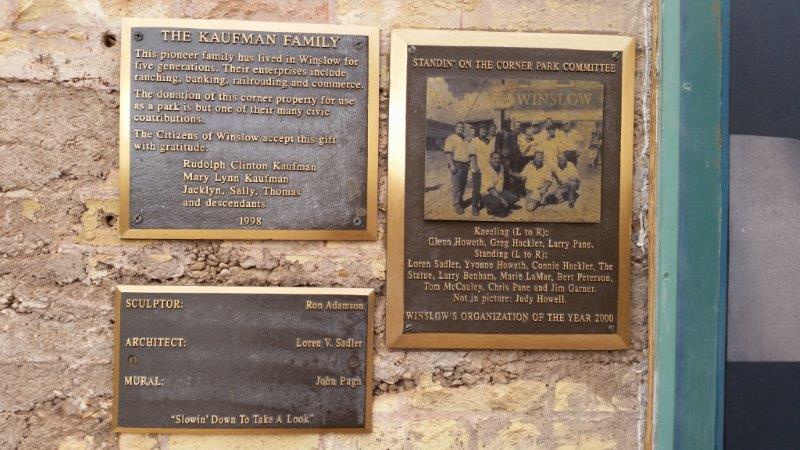 THE KAUFMAN FAMILY
This pioneer family has lived in Winslow for
five generations. Their enterprises include
ranching, banking, railroading and commerce.
The donation of this corner property for use
as a park is but one of their many civic
contributions.
The Citizens of Winslow accept this gift
with gratitude.
Rudolph Clinton Kaufman
Mary Lynn Kaufman
Jacklyn, Sally, Thomas
and descendants
1998
SCULPTOR: Ron Adamson
ARCHITECT: Loren V. Sadler
MURAL: John Pugh
"Slowin' Down To Take A Look"
STANDIN' ON THE CORNER PARK COMMITTEE
WINSLOW
Kneeling (L to R):
Glenn Howeth, Greg Hackler, Larry Pane.
Standing (L to R):
Loren Sadler, Yvonne Howeth, Connie Hackler, The
Statue, Larry Benham, Marie LaMar, Bert Peterson,
Tom McCauley, Chris Pane and Jim Garner.
Not in picture: Judy Howell.
WINSLOW'S ORGANIZATION OF THE YEAR 2000